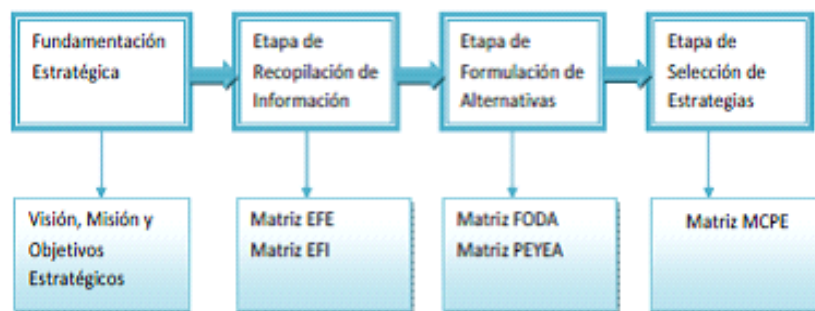 Fundamentación
Estratégica
Etapa de
Recopilación de
Información
Etapa de
Formulación de
Alternativas
Etapa de
Selección de
Estrategias
Visión, Misión y
Objetivos
Estratégicos
Matriz EFE
Matriz EFI
Matriz FODA
Matriz PEYEA
Matriz MCPE